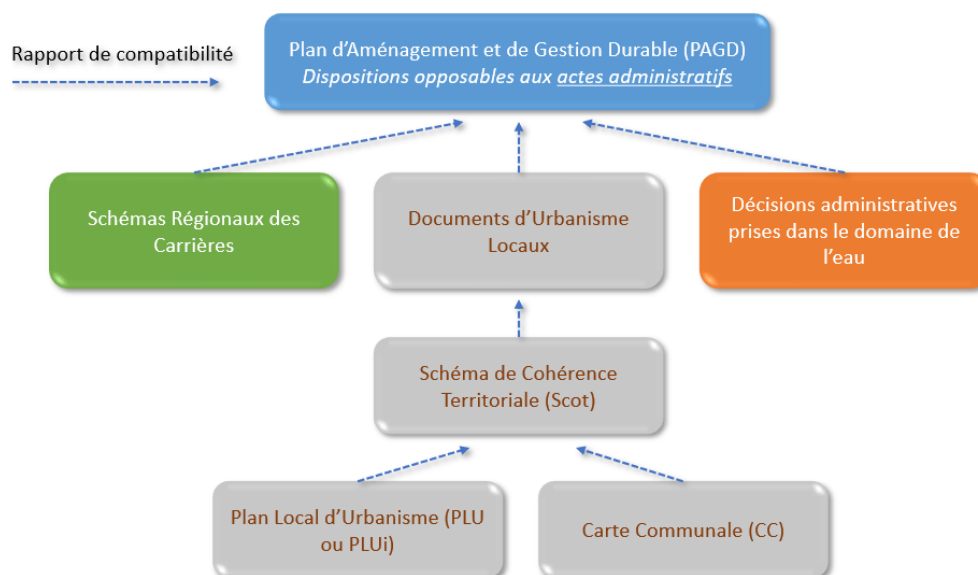 Rapport de compatibilité
Plan d’Aménagement et de Gestion Durable (PAGD)
Dispositions opposables aux actes administratifs
Schémas Régionaux des
Carrières
Documents d’Urbanisme
Locaux
Décisions administratives
prises dans le domaine de
l’eau
Schéma de Cohérence
Territoriale (Scot)
Plan Local d’Urbanisme (PLU
ou PLUi)
Carte Communale (CC)